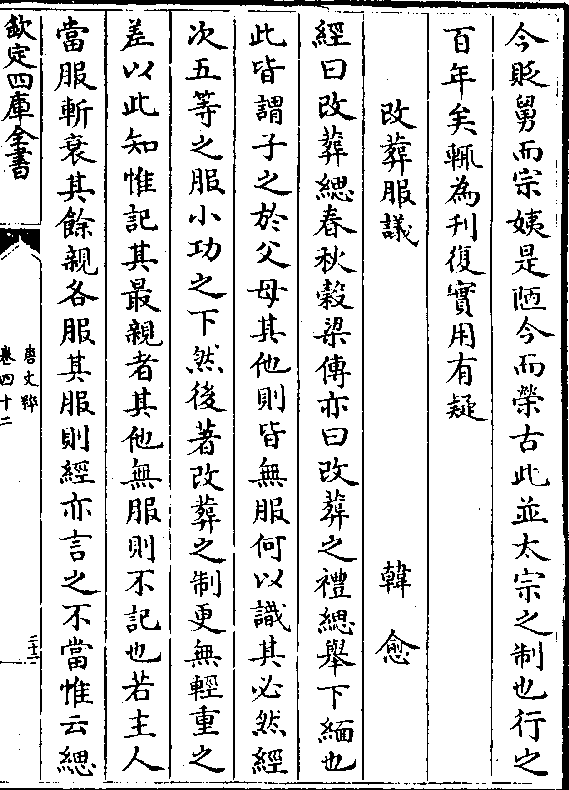 今貶舅而宗姨是陋今而榮古此並太宗之制也行之
百年矣輒為刋復實用有疑
改葬服議　韓愈
經曰改葬緦春秋穀梁傳亦曰改葬之禮緦舉下緬也
此皆謂子之於父母其他則皆無服何以識其必然經
次五等之服小功之下然後著改葬之制更無輕重之
差以此知惟記其最親者其他無服則不記也若主人
當服斬衰其餘親各服其服則經亦言之不當惟云緦
欽定四庫全書
唐文粹
卷四十二